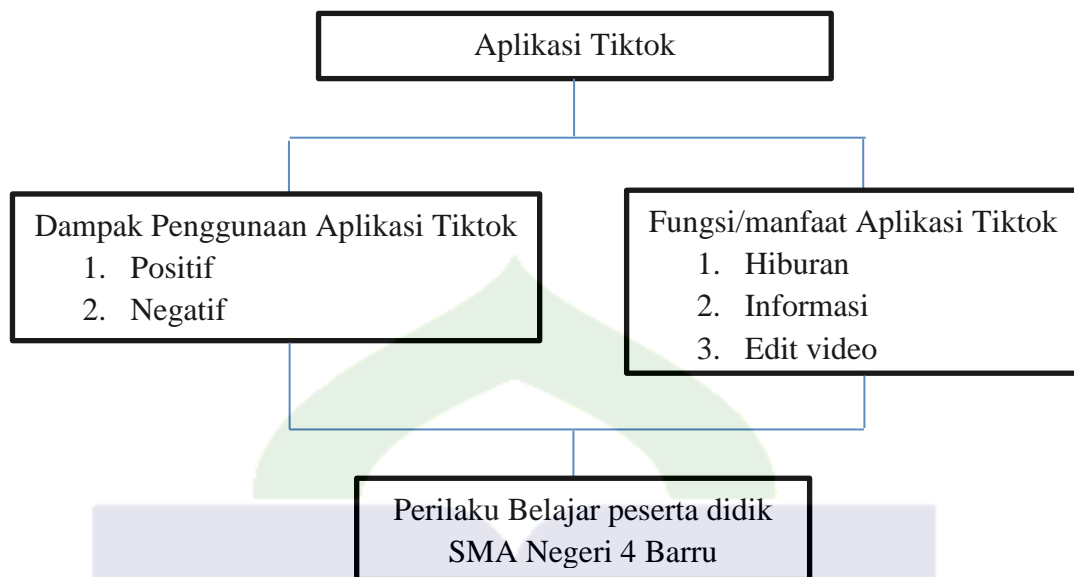 Aplikasi Tiktok
Dampak Penggunaan Aplikasi Tiktok
1. Positif
2. Negatif
Fungsi/manfaat Aplikasi Tiktok
1. Hiburan
2. Informasi
3. Edit video
Perilaku Belajar peserta didik
SMA Negeri 4 Barru